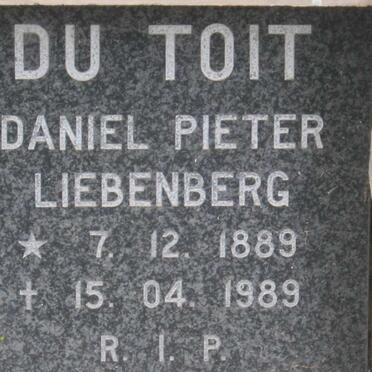 DU TOIT
DANIEL PIETER
LIEBENBERG
★ 7. 12. 1889
† 15. 04. 1989
R. I. P.